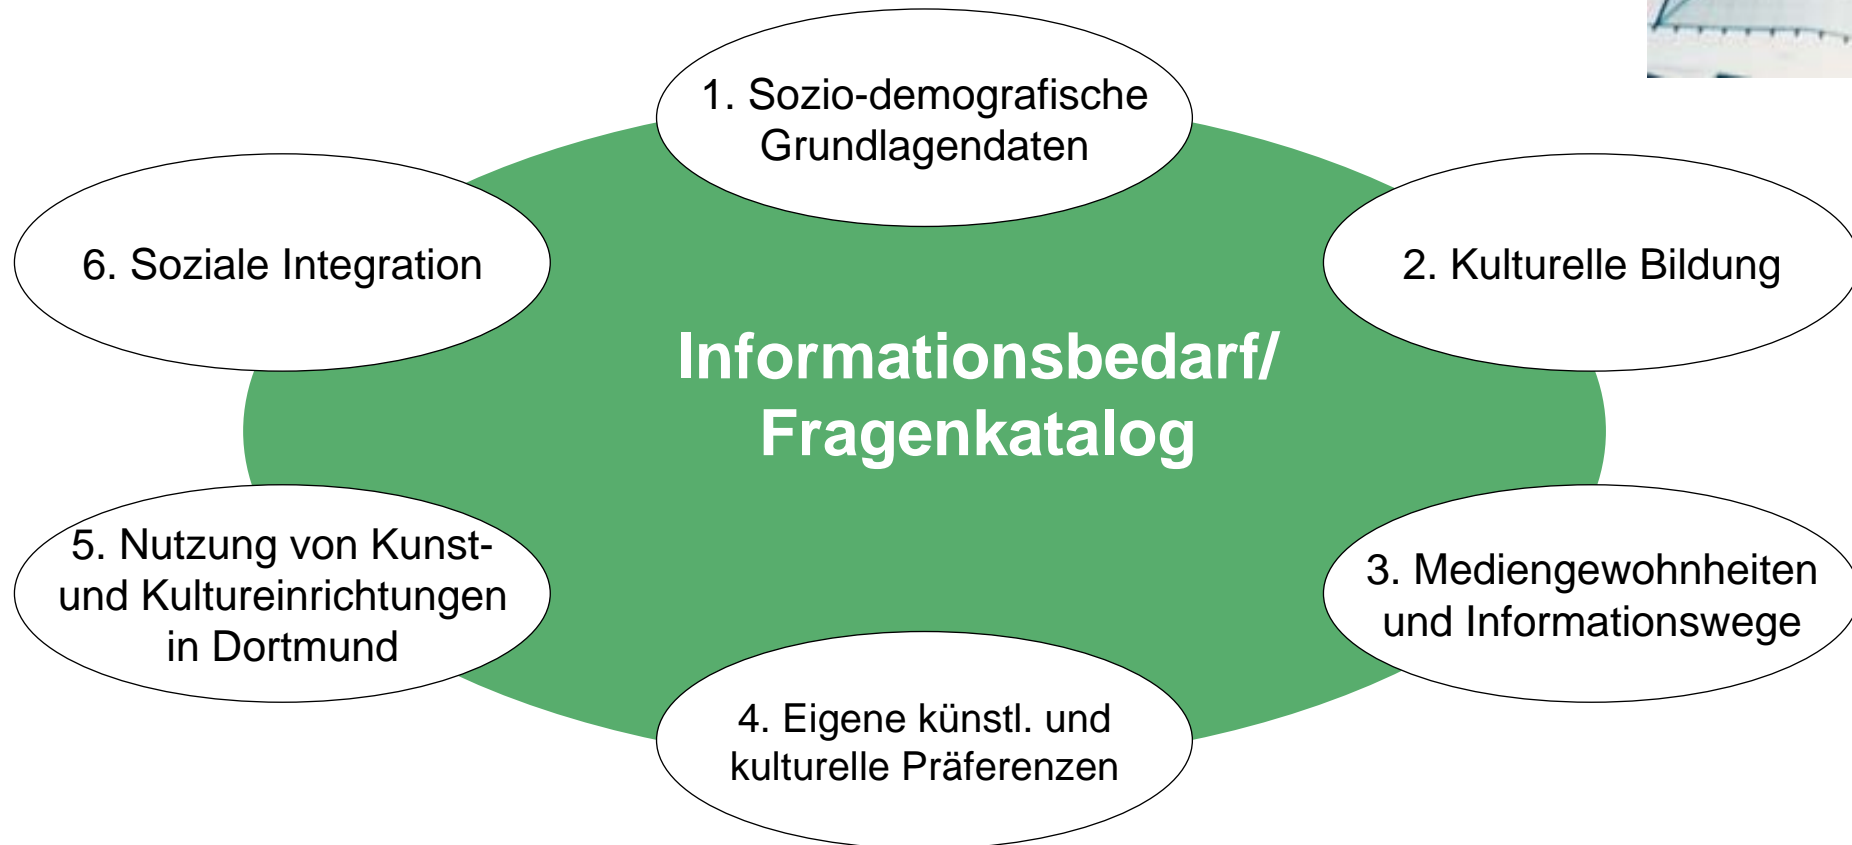 1. Sozio-demografische
Grundlagendaten
2. Kulturelle Bildung
3. Mediengewohnheiten
und Informationswege
4. Eigene künstl. und
kulturelle Präferenzen
5. Nutzung von Kunst-
und Kultureinrichtungen
in Dortmund
6. Soziale Integration
Informationsbedarf/
Fragenkatalog